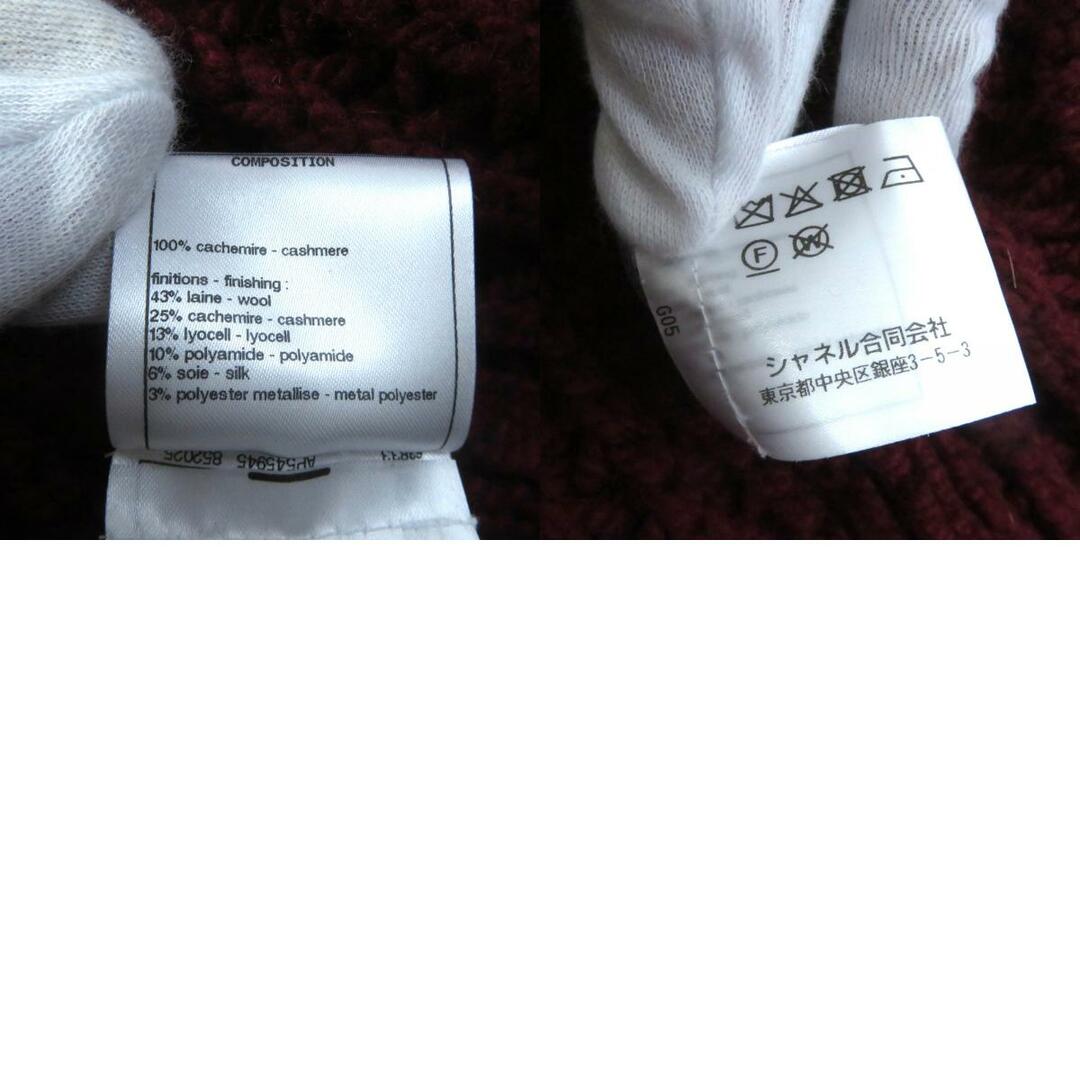 COMPOSITION
100% cachemire - cashmere
finitions - finishing :
43% laine - wool
25% cachemire - cashmere
13% lyocell - lyocell
10% polyamide - polyamide
6% soie - silk
3% polyester metallise - metal polyester
F
W
G05
シャネル合同会社
東京都中央区銀座3-5-3